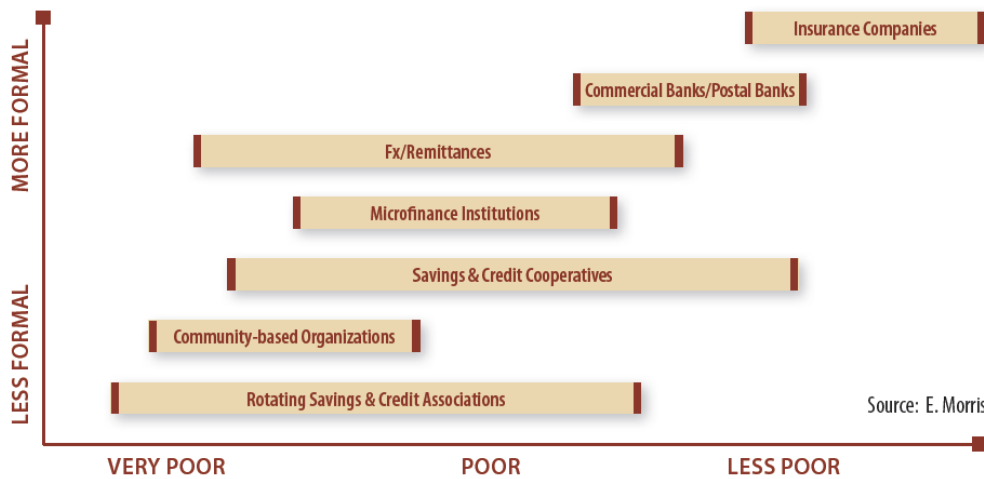 Insurance Companies
MORE FORMAL
Commercial Banks/Postal Banks
Fx/Remittances
Microfinance Institutions
Savings & Credit Cooperatives
LESS FORMAL
Community-based Organizations
Rotating Savings & Credit Associations
Source: E. Morris
VERY POOR POOR LESS POOR